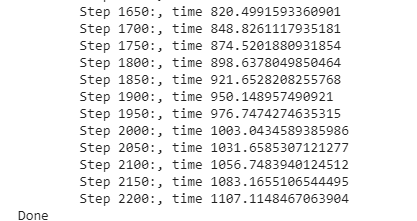 Step 1650:, time 820.4991593360901
Step 1700:, time 848.8261117935181
Step 1750:, time 874.5201880931854
Step 1800:, time 898.6378049850464
Step 1850:, time 921.6528208255768
Step 1900:, time 950.148957490921
Step 1950:, time 976.7474274635315
Step 2000:, time 1003.0434589385986
Step 2050:, time 1031.6585307121277
Step 2100:, time 1056.7483940124512
Step 2150:, time 1083.1655106544495
Step 2200:, time 1107.1148467063904
Done